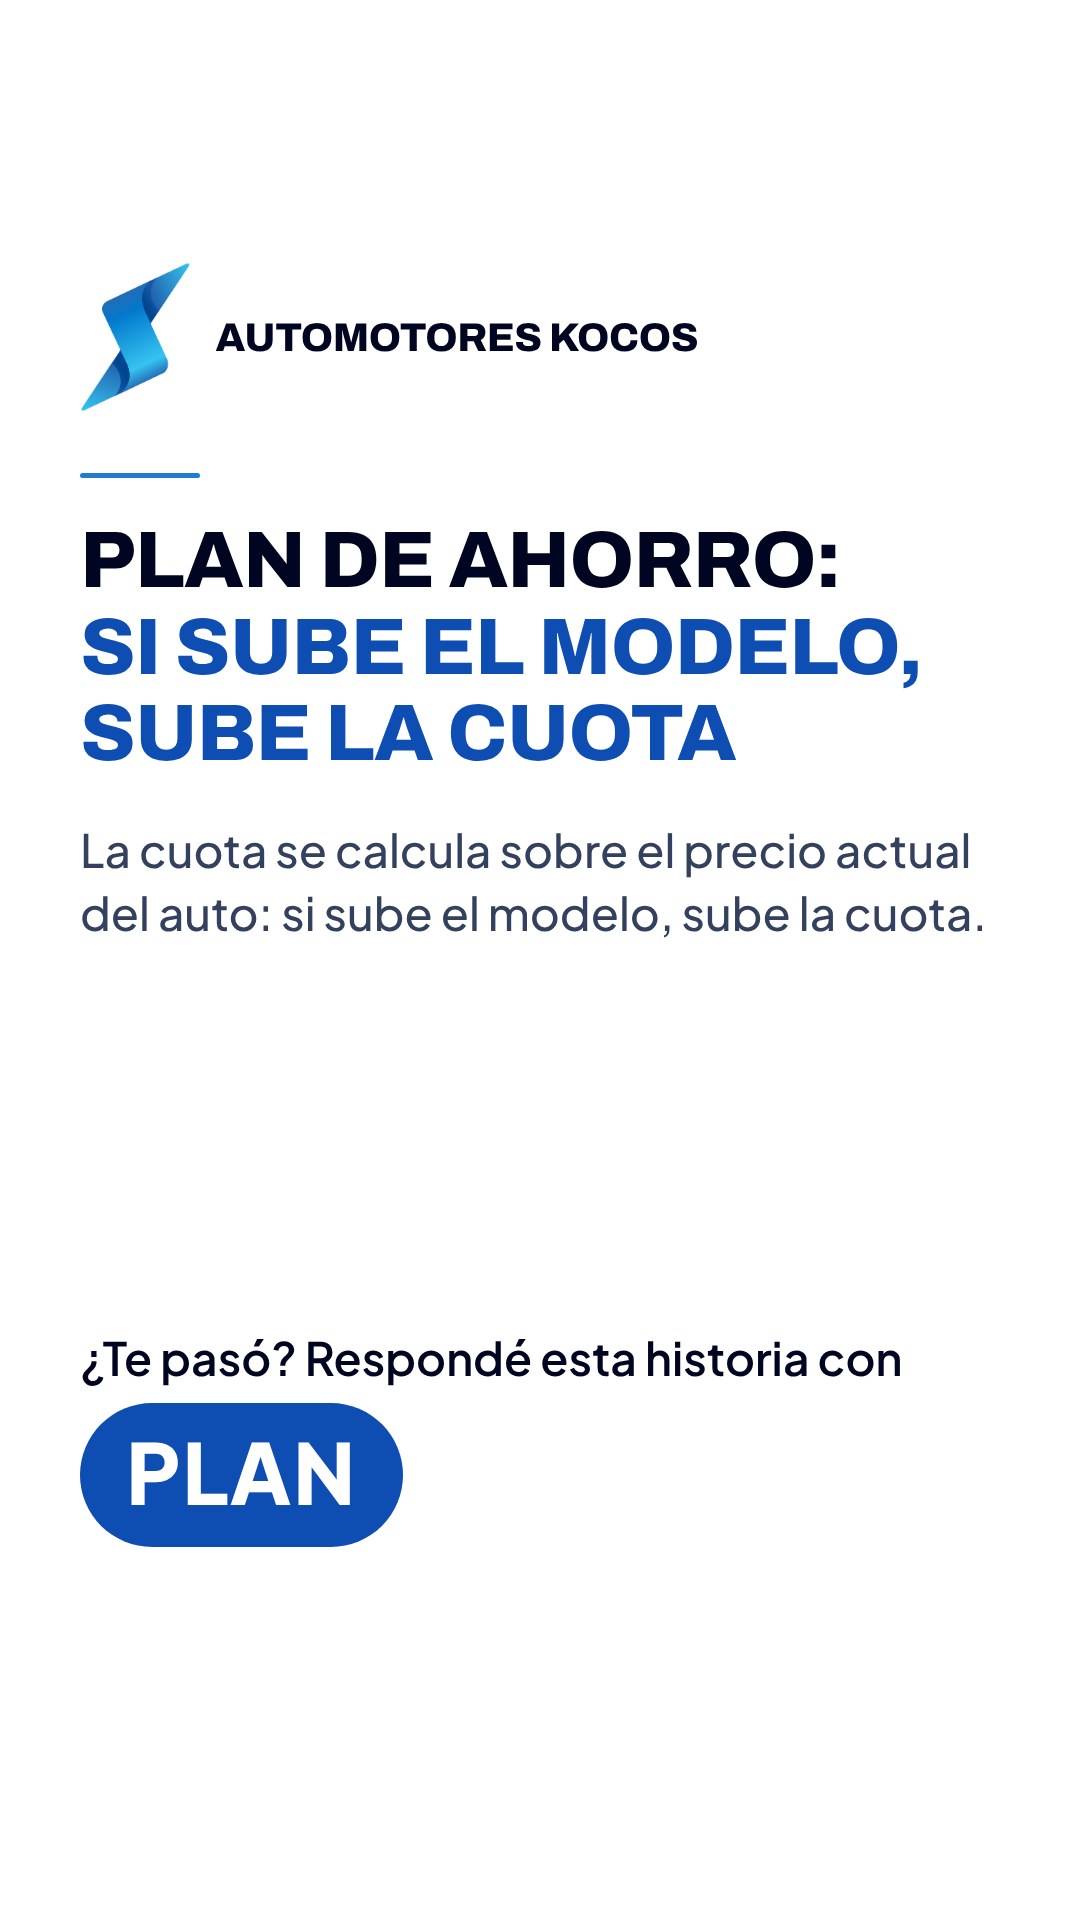 AUTOMOTORES KOCOS
PLAN DE AHORRO:
SI SUBE EL MODELO,
SUBE LA CUOTA
La cuota se calcula sobre el precio actual
del auto: si sube el modelo, sube la cuota.
¿Te pasó? Respondé esta historia con
PLAN